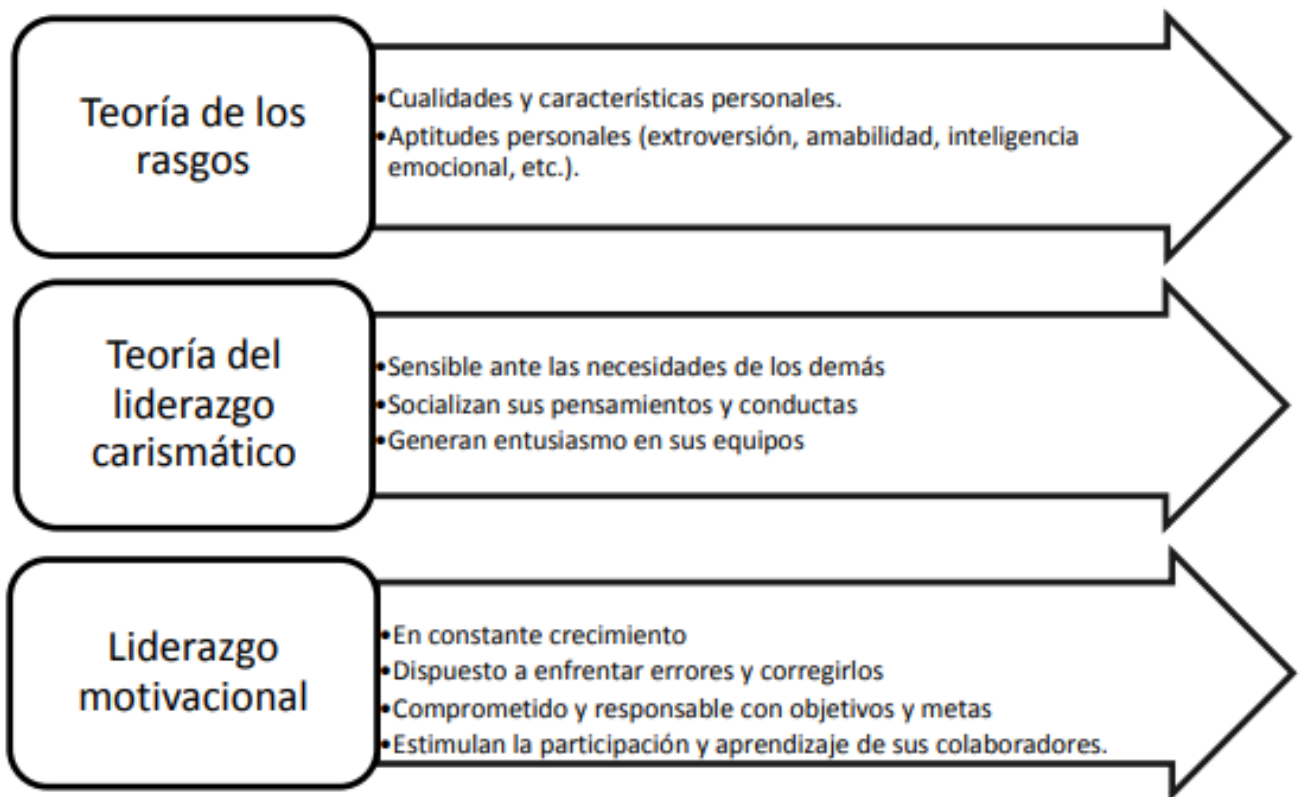 Teoría de los
rasgos
•Cualidades y características personales.
•Aptitudes personales (extroversión, amabilidad, inteligencia
emocional, etc.).
Teoría del
liderazgo
carismático
•Sensible ante las necesidades de los demás
•Socializan sus pensamientos y conductas
•Generan entusiasmo en sus equipos
Liderazgo
motivacional
•En constante crecimiento
•Dispuesto a enfrentar errores y corregirlos
•Comprometido y responsable con objetivos y metas
•Estimulan la participación y aprendizaje de sus colaboradores.